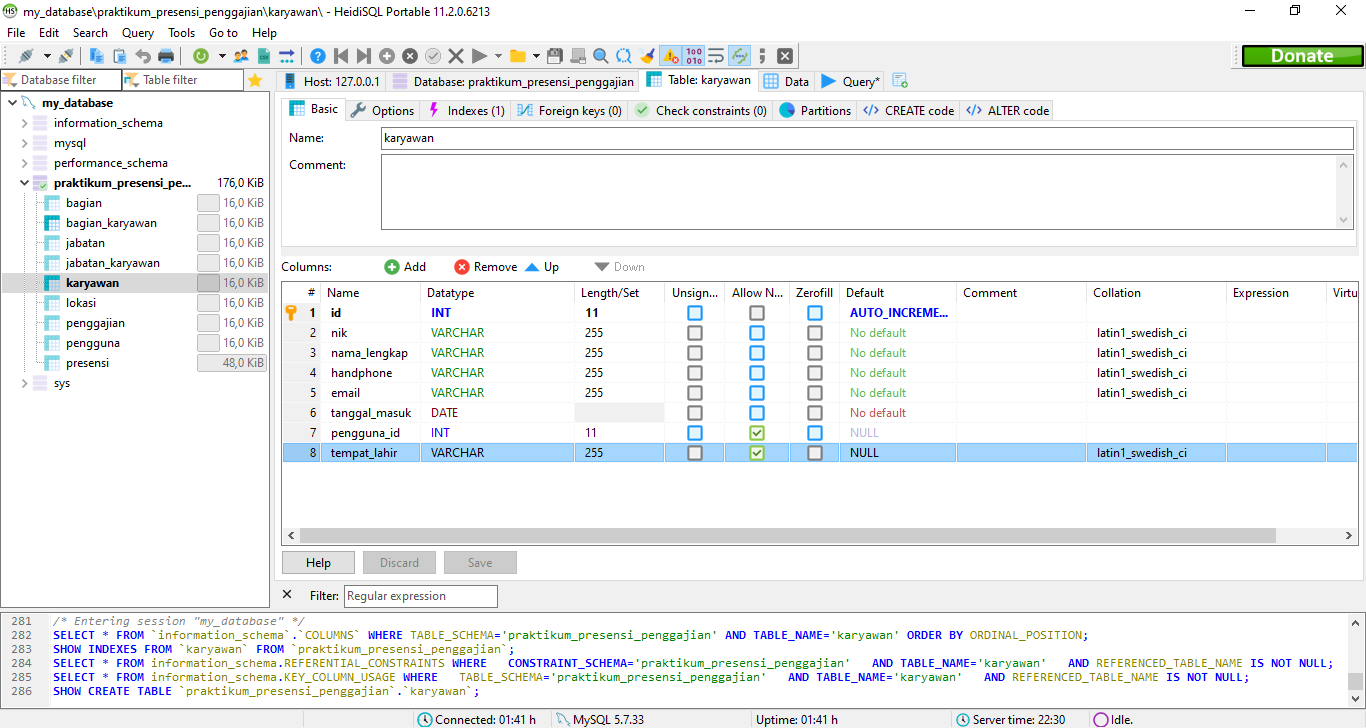 my_database\praktikum_presensi_penggajian\karyawan\ - HeidiSQL Portable 11.2.0.6213
File Edit Search Query Tools Go to Help
Donate
Database filter Table filter
Host: 127.0.0.1 Database: praktikum_presensi_penggajian Table: karyawan Data Query*
my_database
information_schema
mysql
performance_schema
praktikum_presensi_pe... 176,0 KiB
bagian 16,0 KiB
bagian_karyawan 16,0 KiB
jabatan 16,0 KiB
jabatan_karyawan 16,0 KiB
karyawan 16,0 KiB
lokasi 16,0 KiB
penggajian 16,0 KiB
pengguna 16,0 KiB
presensi 48,0 KiB
sys
Basic Options Indexes (1) Foreign keys (0) Check constraints (0) Partitions CREATE code ALTER code
Name: karyawan
Comment:
Columns: Add Remove Up Down
# Name Datatype Length/Set Unsign... Allow N... Zerofill Default Comment Collation Expression Virtu
1 id INT 11 AUTO_INCREME...
2 nik VARCHAR 255 No default latin1_swedish_ci
3 nama_lengkap VARCHAR 255 No default latin1_swedish_ci
4 handphone VARCHAR 255 No default latin1_swedish_ci
5 email VARCHAR 255 No default latin1_swedish_ci
6 tanggal_masuk DATE No default
7 pengguna_id INT 11 NULL
8 tempat_lahir VARCHAR 255 NULL latin1_swedish_ci
Help Discard Save
Filter: Regular expression
281 /* Entering session "my_database" */
282 SELECT * FROM `information_schema`.`COLUMNS` WHERE TABLE_SCHEMA='praktikum_presensi_penggajian' AND TABLE_NAME='karyawan' ORDER BY ORDINAL_POSITION;
283 SHOW INDEXES FROM `karyawan` FROM `praktikum_presensi_penggajian`;
284 SELECT * FROM information_schema.REFERENTIAL_CONSTRAINTS WHERE CONSTRAINT_SCHEMA='praktikum_presensi_penggajian' AND TABLE_NAME='karyawan' AND REFERENCED_TABLE_NAME IS NOT NULL;
285 SELECT * FROM information_schema.KEY_COLUMN_USAGE WHERE TABLE_SCHEMA='praktikum_presensi_penggajian' AND TABLE_NAME='karyawan' AND REFERENCED_TABLE_NAME IS NOT NULL;
286 SHOW CREATE TABLE `praktikum_presensi_penggajian`.`karyawan`;
Connected: 01:41 h MySQL 5.7.33 Uptime: 01:41 h Server time: 22:30 Idle.